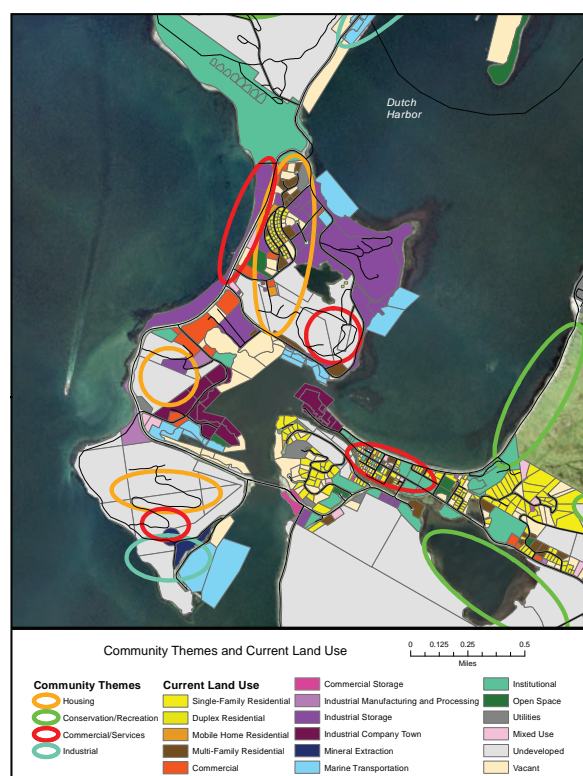 Dutch
Harbor
Community Themes and Current Land Use
0 0.125 0.25 0.5
Miles
Community Themes
Housing
Conservation/Recreation
Commercial/Services
Industrial
Current Land Use
Single-Family Residential
Duplex Residential
Mobile Home Residential
Multi-Family Residential
Commercial
Commercial Storage
Industrial Manufacturing and Processing
Industrial Storage
Industrial Company Town
Mineral Extraction
Marine Transportation
Institutional
Open Space
Utilities
Mixed Use
Undeveloped
Vacant